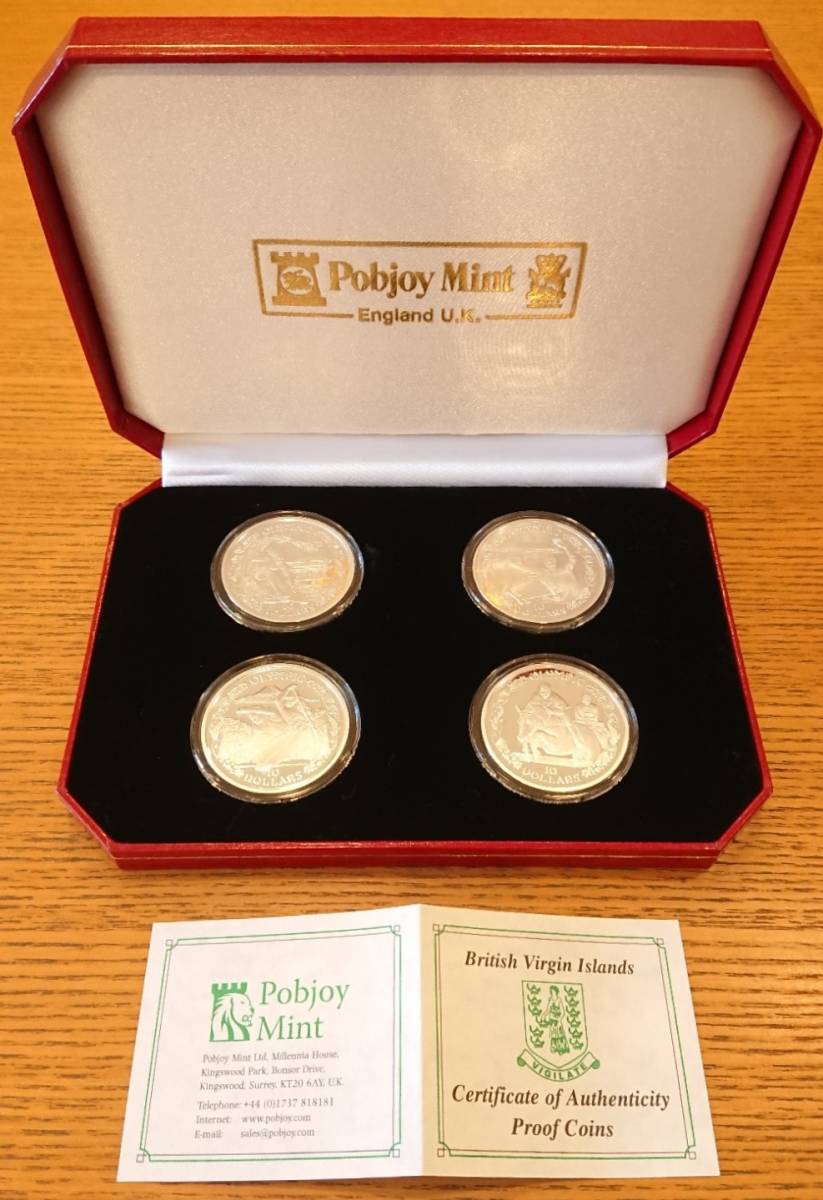 Pobjoy Mint
England U.K.
10
DOLLARS
10
DOLLARS
Pobjoy
Mint
Pobjoy Mint Ltd, Millennia House,
Kingswood Park, Bonsor Drive,
Kingswood, Surrey, KT20 6AY, U.K.
Telephone: +44 (0)1737 818181
Internet: www.pobjoy.com
E-mail: sales@pobjoy.com
British Virgin Islands
VIGILATE
Certificate of Authenticity
Proof Coins